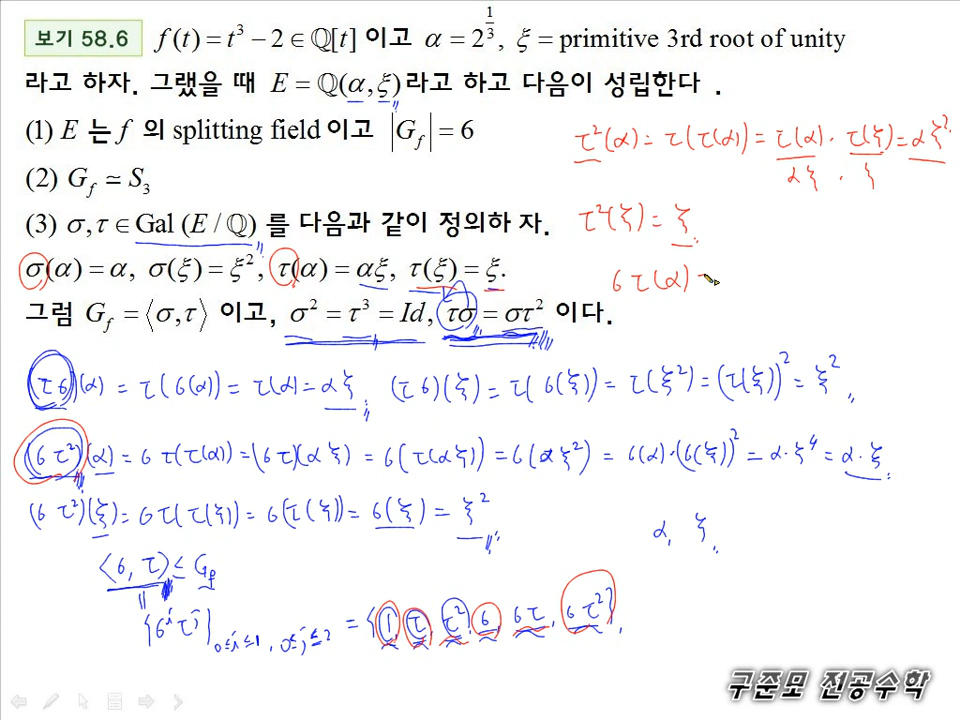 보기 58.6 f(t) = t³ − 2 ∈ ℚ[t] 이고 α = 2^{1/3}, ξ = primitive 3rd root of unity
라고 하자. 그랬을 때 E = ℚ(α, ξ) 라고 하고 다음이 성립한다 .
(1) E 는 f 의 splitting field 이고 |G_f| = 6
(2) G_f ≃ S₃
(3) σ, τ ∈ Gal (E / ℚ) 를 다음과 같이 정의하 자.
σ(α) = α, σ(ξ) = ξ², τ(α) = αξ, τ(ξ) = ξ.
그럼 G_f = ⟨σ, τ⟩ 이고, σ² = τ³ = Id, τσ = στ² 이다.
τ²(α) = τ(τ(α)) = τ(α) · τ(ξ) = αξ².
αξ · ξ
τ²(ξ) = ξ.
στ(α) =
(τσ)(α) = τ(σ(α)) = τ(α) = αξ, (τσ)(ξ) = τ(σ(ξ)) = τ(ξ²) = (τ(ξ))² = ξ²,
(στ²)(α) = στ(τ(α)) = (στ)(αξ) = σ(τ(αξ)) = σ(αξ²) = σ(α)·(σ(ξ))² = α·ξ⁴ = α·ξ.
(στ²)(ξ) = στ(τ(ξ)) = σ(τ(ξ)) = σ(ξ) = ξ²,
α, ξ.
⟨σ, τ⟩ ≤ G_f
{σ^i τ^j}_{0≤i≤1, 0≤j≤2} = {1, τ, τ², σ, στ, στ²},
구준모 전공수학